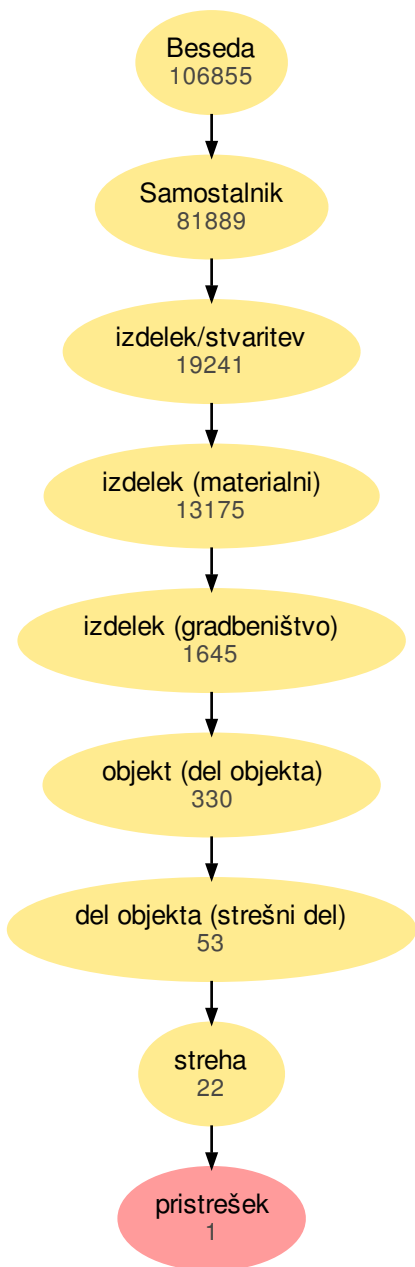 Beseda
106855
Samostalnik
81889
izdelek/stvaritev
19241
izdelek (materialni)
13175
izdelek (gradbeništvo)
1645
objekt (del objekta)
330
del objekta (strešni del)
53
streha
22
pristrešek
1